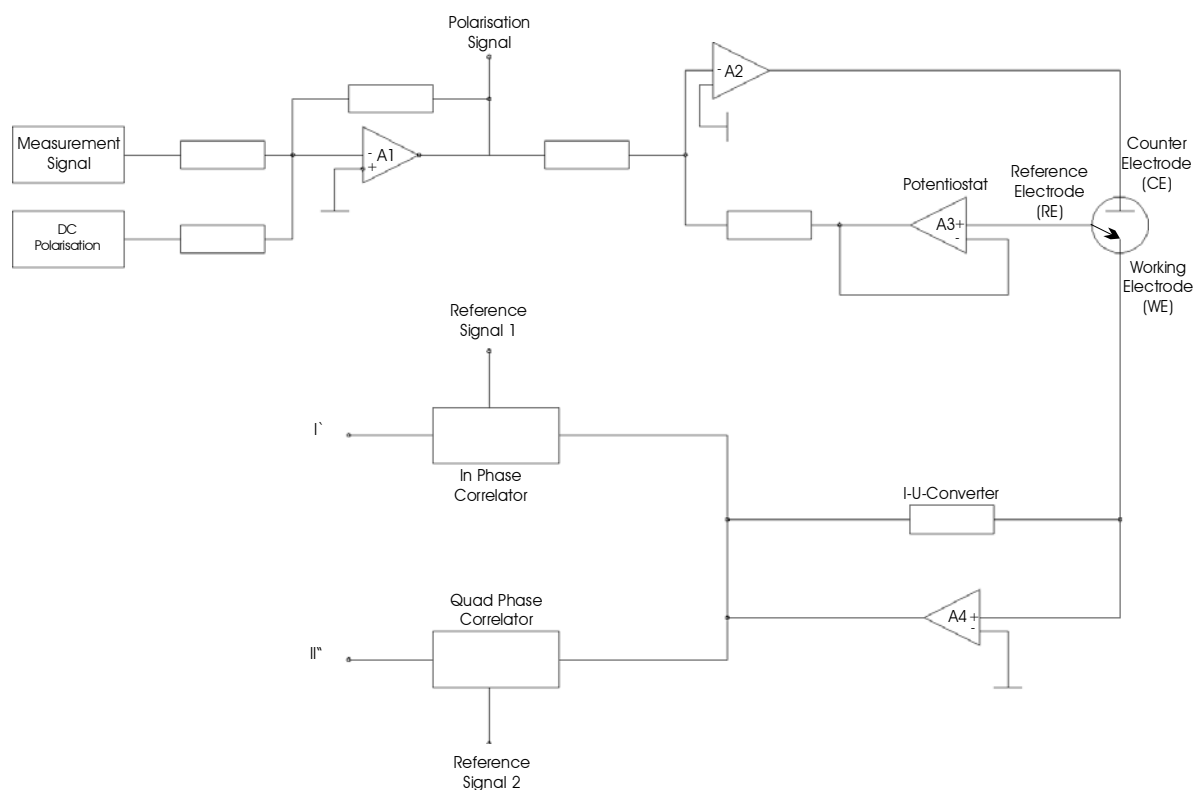 Polarisation
Signal
- A2
Measurement
Signal
- A1
+
Counter
Electrode
(CE)
Reference
Electrode
(RE)
Potentiostat
DC
Polarisation
A3+
-
Working
Electrode
(WE)
Reference
Signal 1
I`
In Phase
Correlator
I-U-Converter
Quad Phase
Correlator
A4+
-
II“
Reference
Signal 2